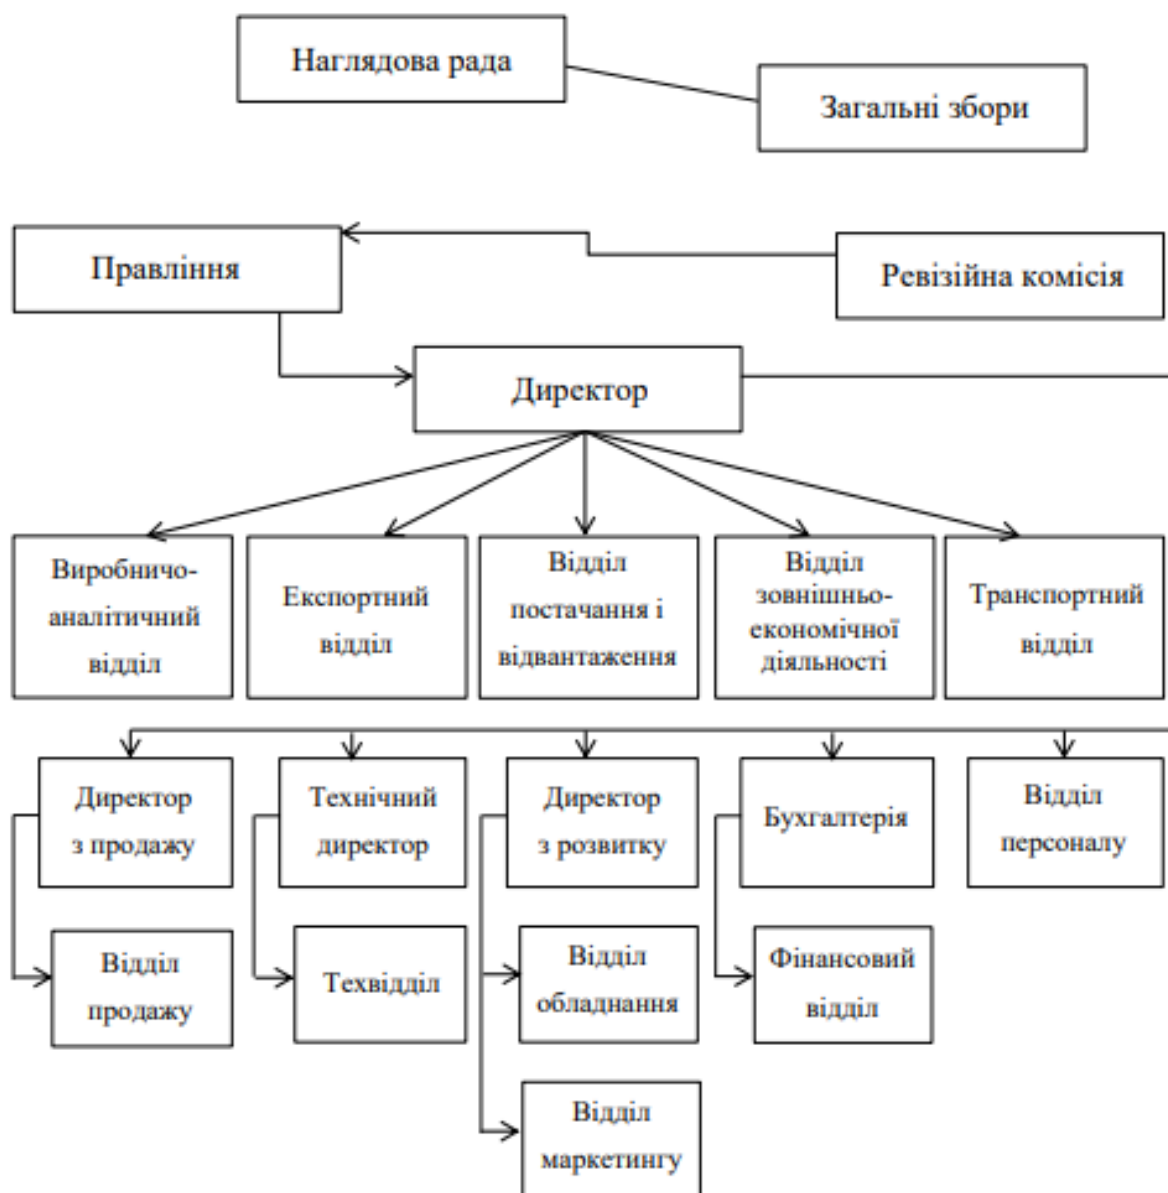 Наглядова рада
Загальні збори
Правління
Ревізійна комісія
Директор
Виробничо-
аналітичний
відділ
Експортний
відділ
Відділ
постачання і
відвантаження
Відділ
зовнішньо-
економічної
діяльності
Транспортний
відділ
Директор
з продажу
Технічний
директор
Директор
з розвитку
Бухгалтерія
Відділ
персоналу
Відділ
продажу
Техвідділ
Відділ
обладнання
Фінансовий
відділ
Відділ
маркетингу